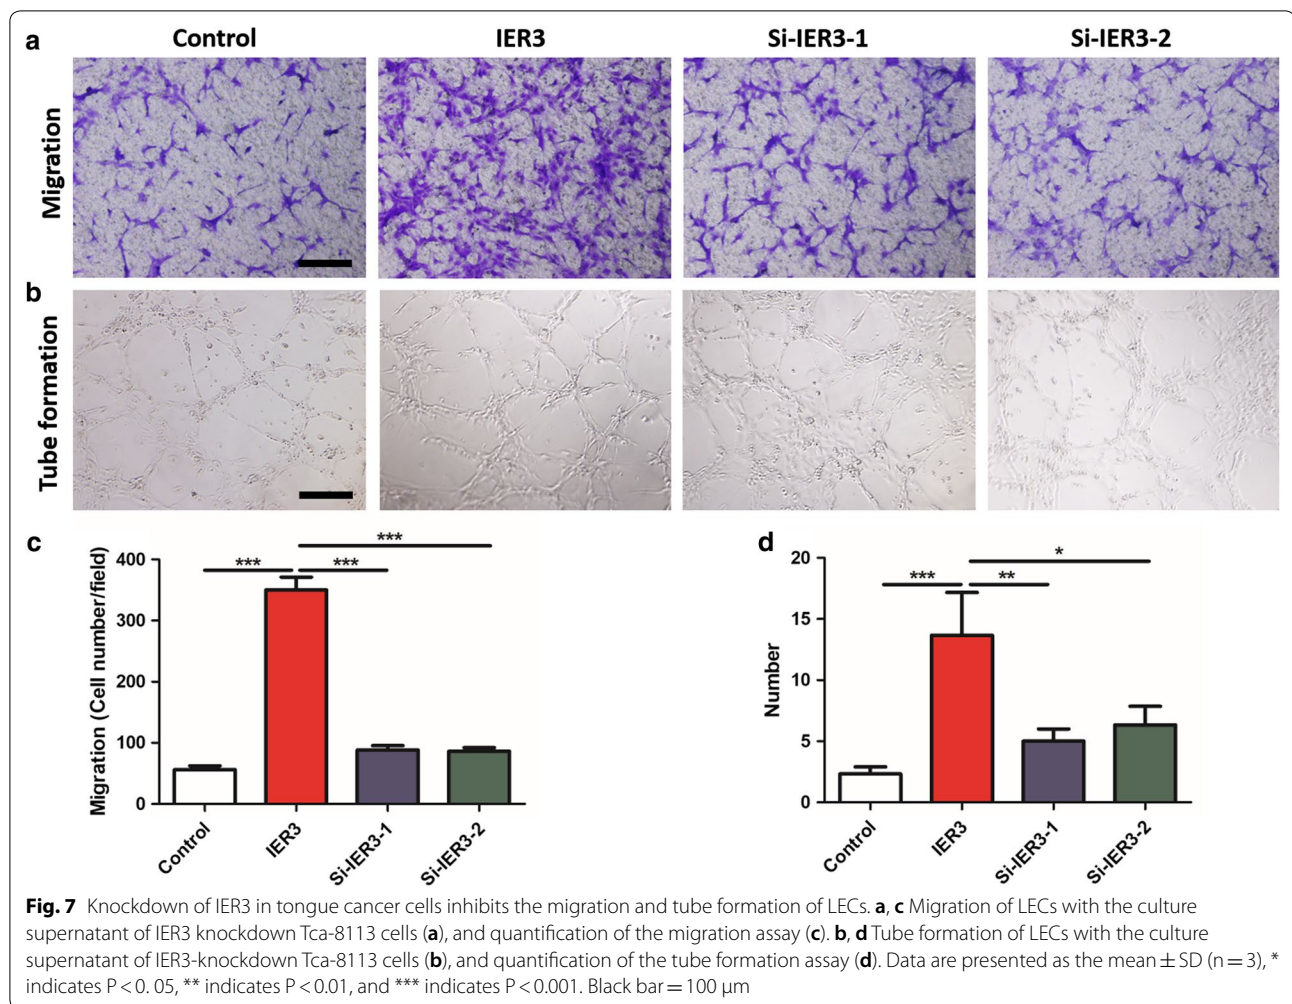 a
Control
IER3
Si-IER3-1
Si-IER3-2
Migration
b
Tube formation
c
Migration (Cell number/field)
400
300
200
100
0
***
***
***
Control
IER3
Si-IER3-1
Si-IER3-2
d
Number
20
15
10
5
0
***
**
*
Control
IER3
Si-IER3-1
Si-IER3-2
Fig. 7 Knockdown of IER3 in tongue cancer cells inhibits the migration and tube formation of LECs. a, c Migration of LECs with the culture
supernatant of IER3 knockdown Tca-8113 cells (a), and quantification of the migration assay (c). b, d Tube formation of LECs with the culture
supernatant of IER3-knockdown Tca-8113 cells (b), and quantification of the tube formation assay (d). Data are presented as the mean ± SD (n = 3), *
indicates P < 0. 05, ** indicates P < 0.01, and *** indicates P < 0.001. Black bar = 100 μm